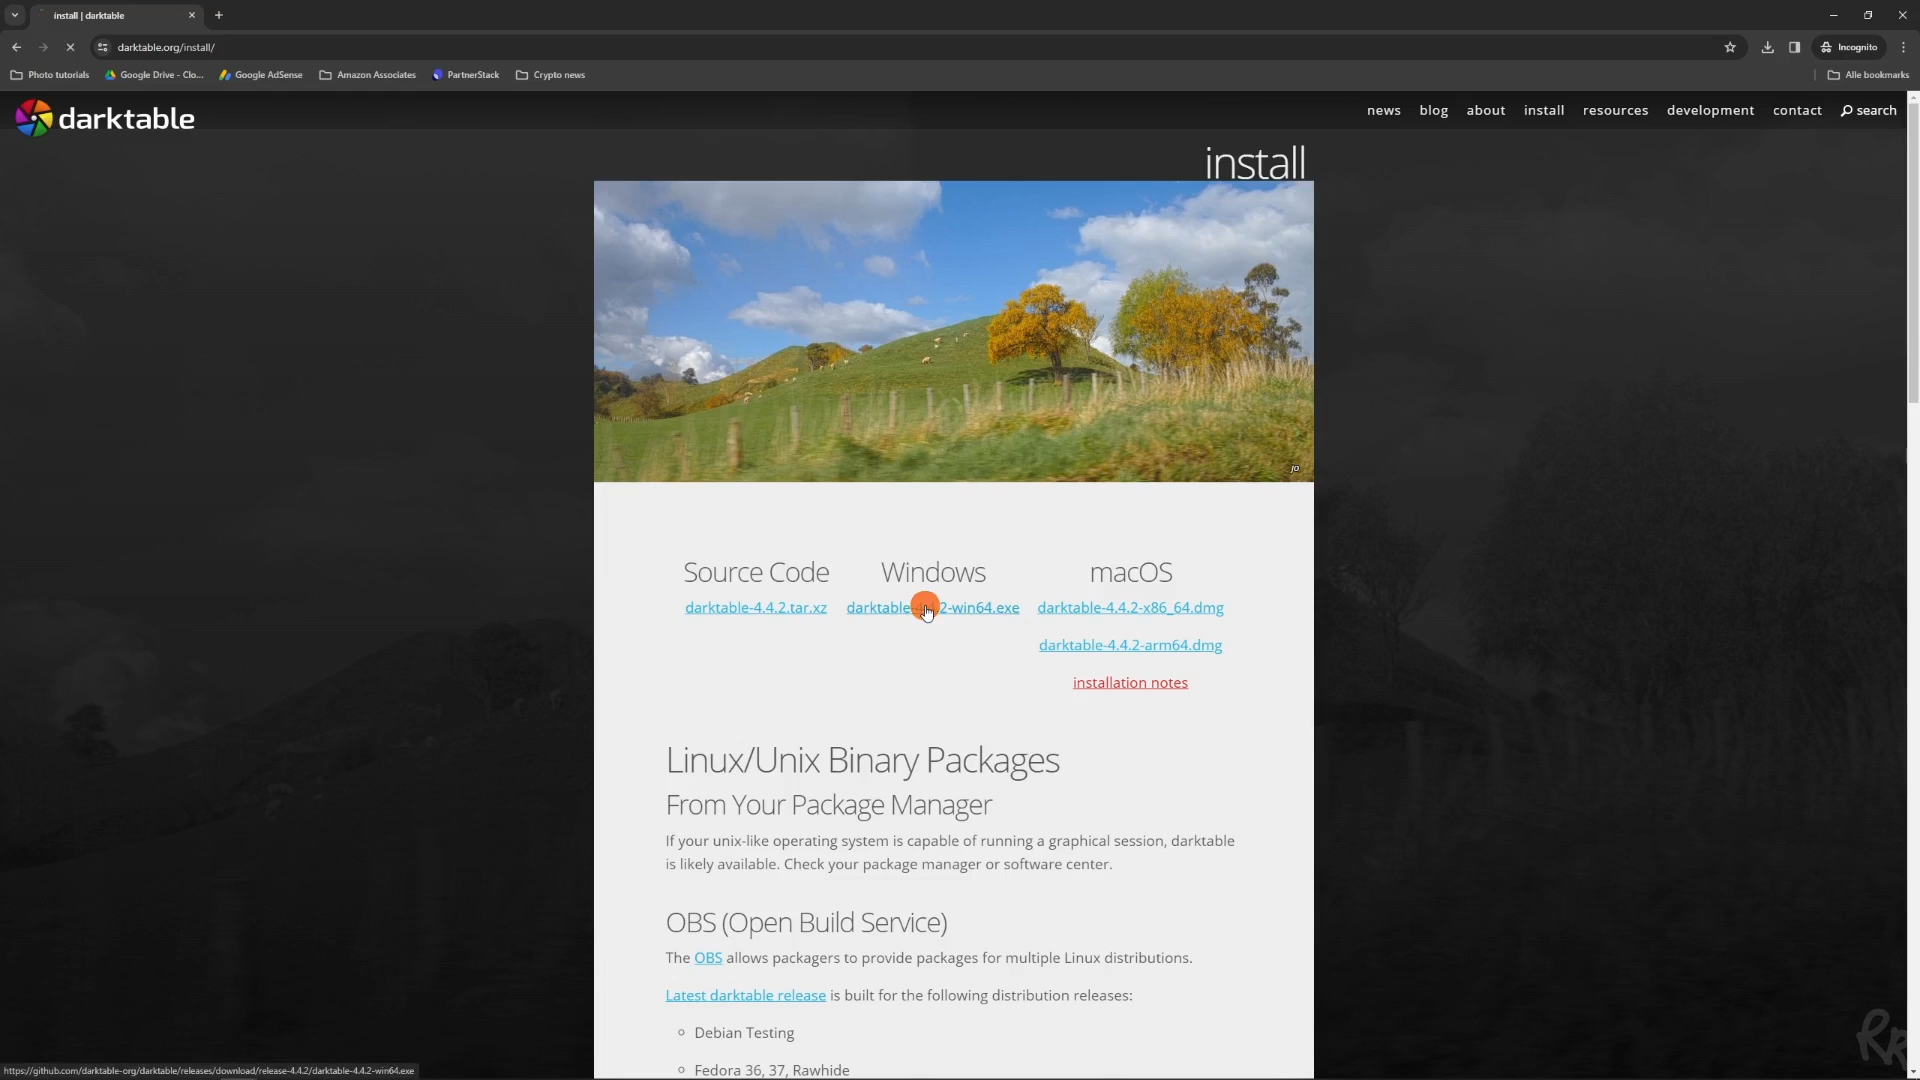 install | darktable
darktable.org/install/
Incognito
Photo tutorials
Google Drive - Clo...
Google AdSense
Amazon Associates
PartnerStack
Crypto news
Alle bookmarks
darktable
news blog about install resources development contact search
install
jo
Source Code
Windows
macOS
darktable-4.4.2.tar.xz
darktable-4.4.2-win64.exe
darktable-4.4.2-x86_64.dmg
darktable-4.4.2-arm64.dmg
installation notes
Linux/Unix Binary Packages
From Your Package Manager
If your unix-like operating system is capable of running a graphical session, darktable
is likely available. Check your package manager or software center.
OBS (Open Build Service)
The OBS allows packagers to provide packages for multiple Linux distributions.
Latest darktable release is built for the following distribution releases:
Debian Testing
Fedora 36, 37, Rawhide
https://github.com/darktable-org/darktable/releases/download/release-4.4.2/darktable-4.4.2-win64.exe
RR